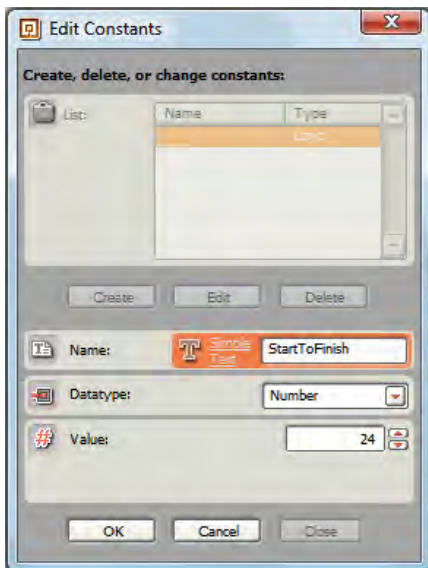 Edit Constants
Create, delete, or change constants:
List:
Name Type
Logic
Create Edit Delete
Name: Simple Text StartToFinish
Datatype: Number
Value: 24
OK Cancel Close